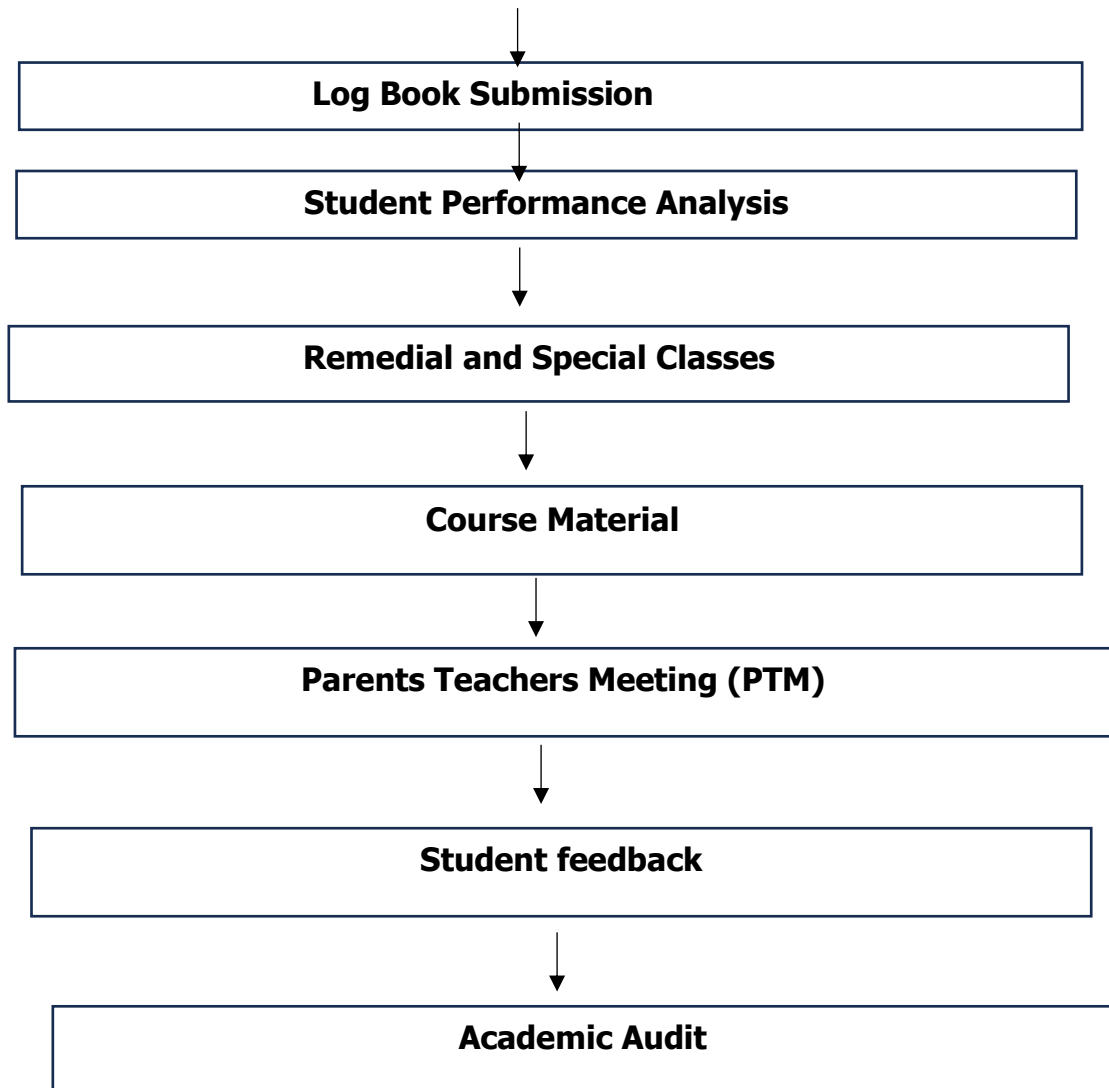 Log Book Submission
Student Performance Analysis
Remedial and Special Classes
Course Material
Parents Teachers Meeting (PTM)
Student feedback
Academic Audit